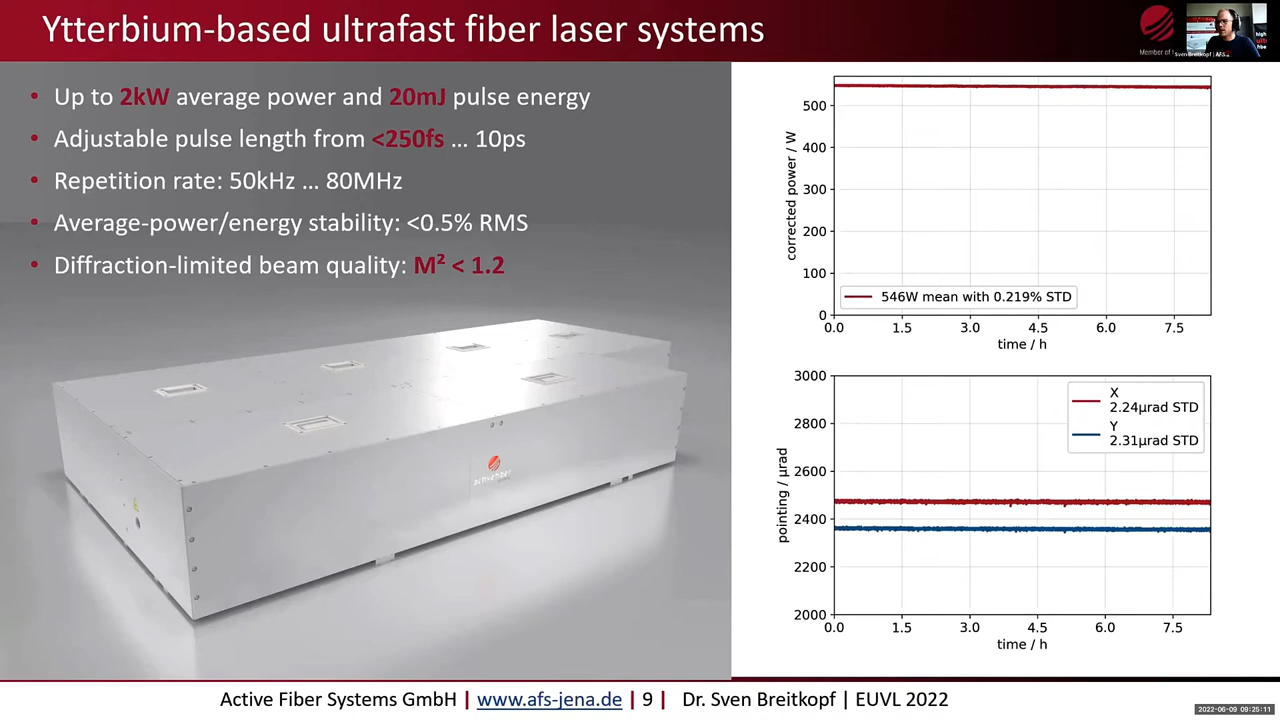 Ytterbium-based ultrafast fiber laser systems
Member of
Sven Breitkopf | AFS
• Up to 2kW average power and 20mJ pulse energy
• Adjustable pulse length from <250fs … 10ps
• Repetition rate: 50kHz … 80MHz
• Average-power/energy stability: <0.5% RMS
• Diffraction-limited beam quality: M² < 1.2
corrected power / W
500
400
300
200
100
0
546W mean with 0.219% STD
0.0 1.5 3.0 4.5 6.0 7.5
time / h
pointing / μrad
3000
2800
2600
2400
2200
2000
X
2.24μrad STD
Y
2.31μrad STD
0.0 1.5 3.0 4.5 6.0 7.5
time / h
Active Fiber Systems GmbH | www.afs-jena.de | 9 | Dr. Sven Breitkopf | EUVL 2022
2022-06-09 09:25:11